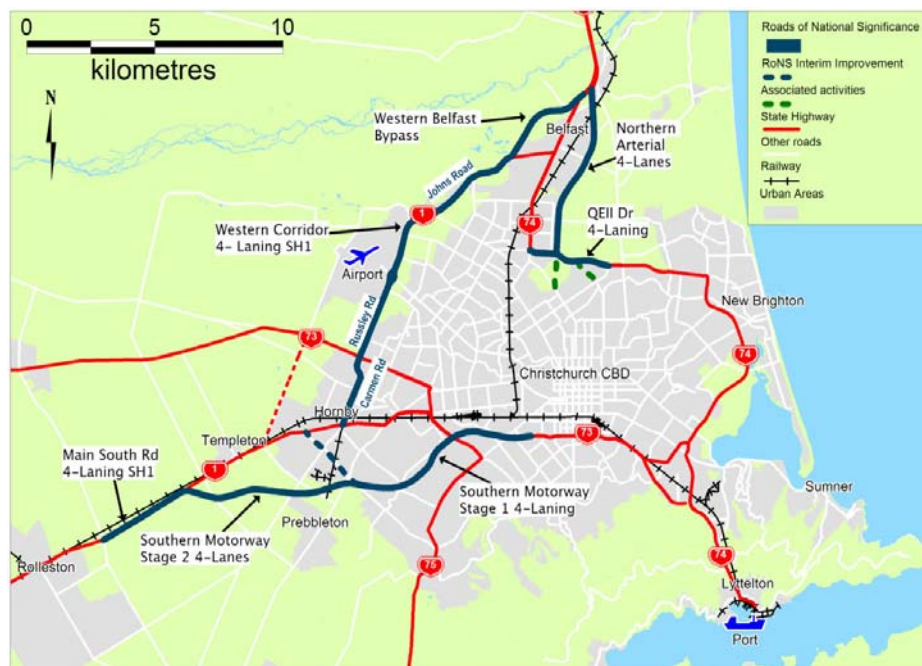 0 5 10
kilometres
N
Roads of National Significance
RoNS Interim Improvement
Associated activities
State Highway
Other roads
Railway
Urban Areas
Western Belfast
Bypass
Belfast
Northern
Arterial
4-Lanes
Johns Road
1
74
QEII Dr
4-Laning
Western Corridor
4- Laning SH1
Airport
Russley Rd
New Brighton
73
74
Carmen Rd
Christchurch CBD
Hornby
Templeton
73
Main South Rd
4-Laning SH1
1
Southern Motorway
Stage 1 4-Laning
Sumner
Prebbleton
Southern Motorway
Stage 2 4-Lanes
Rolleston
75
74
Lyttelton
Port